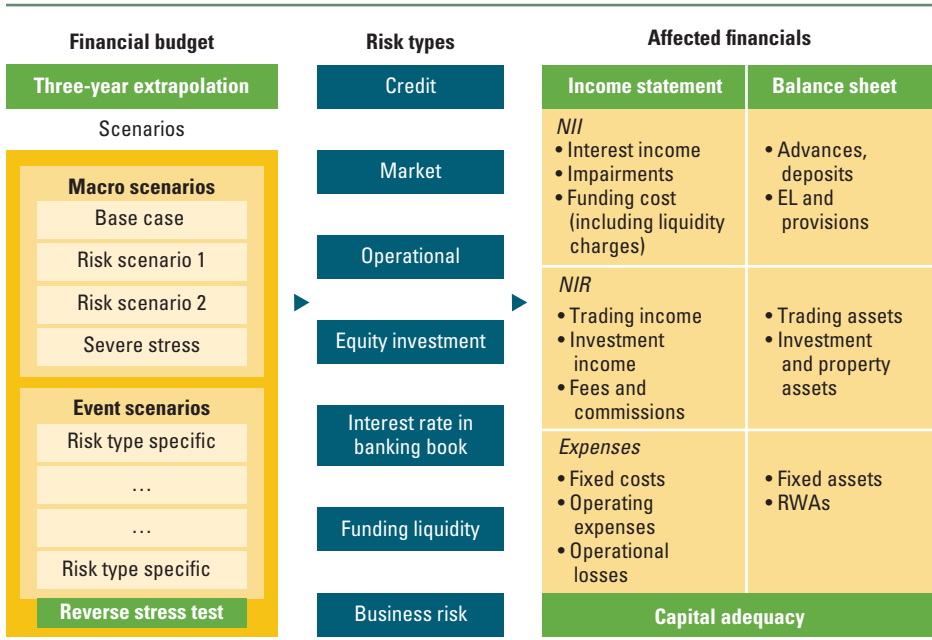 Financial budget
Three-year extrapolation
Scenarios
Macro scenarios
Base case
Risk scenario 1
Risk scenario 2
Severe stress
Event scenarios
Risk type specific
…
…
Risk type specific
Reverse stress test
Risk types
Credit
Market
Operational
Equity investment
Interest rate in
banking book
Funding liquidity
Business risk
Affected financials
Income statement
Balance sheet
NII
• Interest income
• Impairments
• Funding cost
(including liquidity
charges)
• Advances,
deposits
• EL and
provisions
NIR
• Trading income
• Investment
income
• Fees and
commissions
• Trading assets
• Investment
and property
assets
Expenses
• Fixed costs
• Operating
expenses
• Operational
losses
• Fixed assets
• RWAs
Capital adequacy